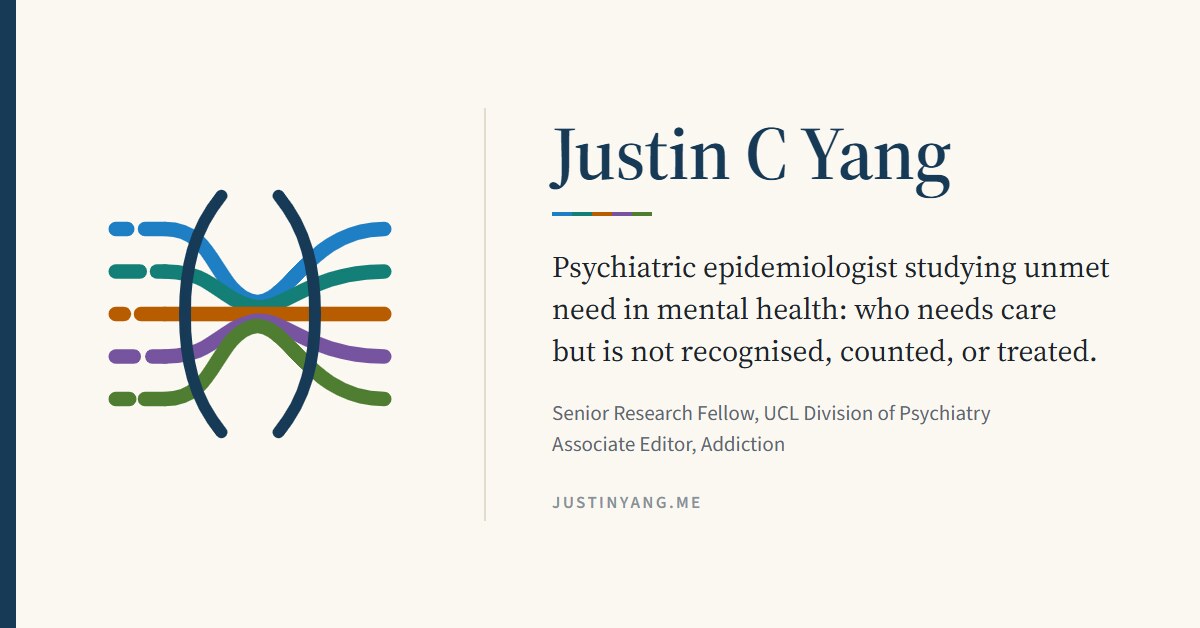 Justin C Yang
Psychiatric epidemiologist studying unmet
need in mental health: who needs care
but is not recognised, counted, or treated.
Senior Research Fellow, UCL Division of Psychiatry
Associate Editor, Addiction
JUSTINYANG.ME